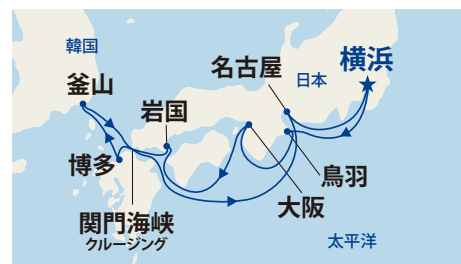 韓国
釜山
岩国
名古屋
日本
横浜
博多
鳥羽
大阪
関門海峡
クルージング
太平洋